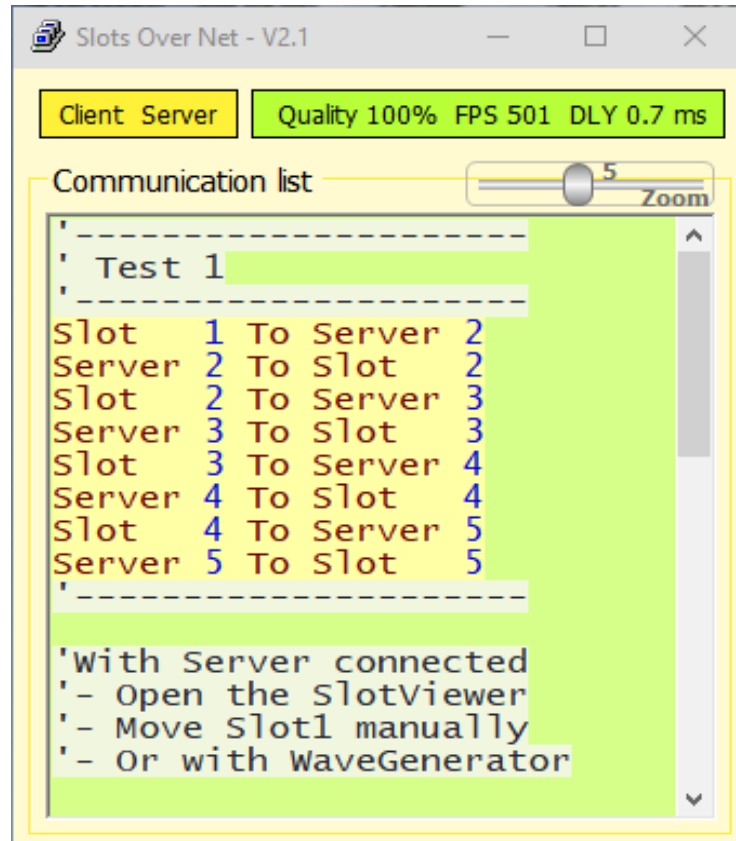 Slots Over Net - V2.1
Client Server
Quality 100% FPS 501 DLY 0.7 ms
Communication list
5
Zoom
'---------------------
' Test 1
'---------------------
Slot   1 To Server 2
Server 2 To Slot   2
Slot   2 To Server 3
Server 3 To Slot   3
Slot   3 To Server 4
Server 4 To Slot   4
Slot   4 To Server 5
Server 5 To Slot   5
'---------------------
'With Server connected
'- Open the SlotViewer
'- Move Slot1 manually
'- Or with WaveGenerator